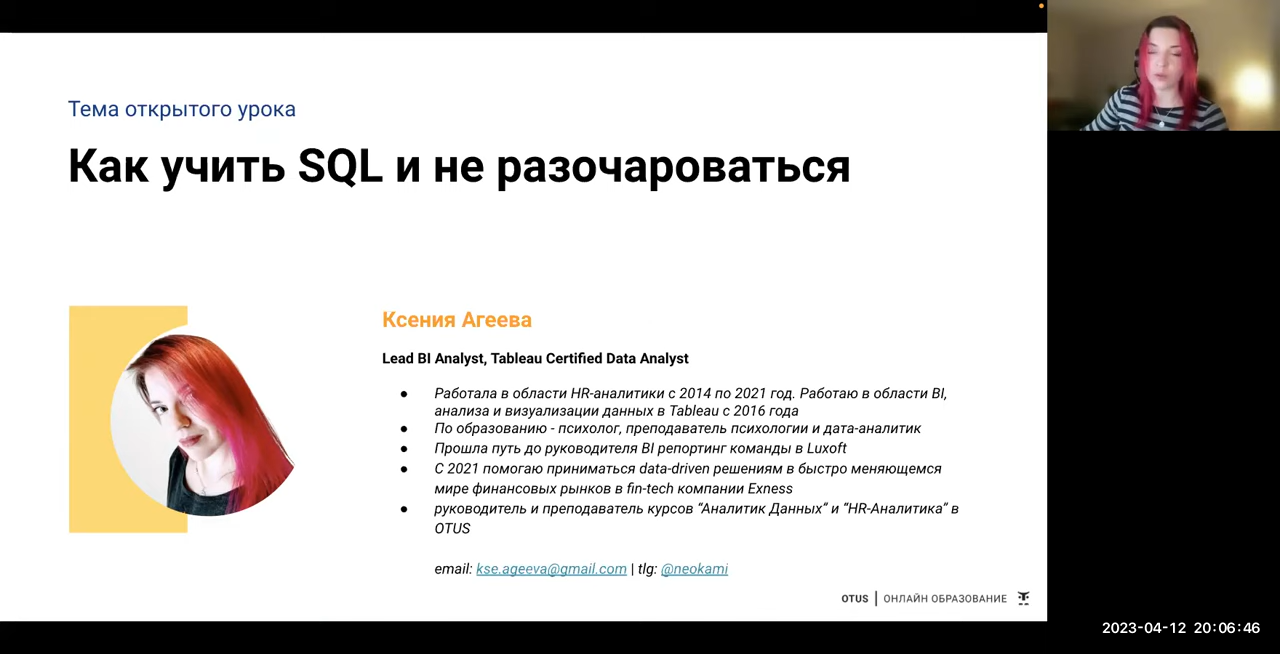 Тема открытого урока
Как учить SQL и не разочароваться
Ксения Агеева
Lead BI Analyst, Tableau Certified Data Analyst
● Работала в области HR-аналитики с 2014 по 2021 год. Работаю в области BI,
анализа и визуализации данных в Tableau с 2016 года
● По образованию - психолог, преподаватель психологии и дата-аналитик
● Прошла путь до руководителя BI репортинг команды в Luxoft
● С 2021 помогаю приниматься data-driven решениям в быстро меняющемся
мире финансовых рынков в fin-tech компании Exness
● руководитель и преподаватель курсов “Аналитик Данных” и “HR-Аналитика” в
OTUS
email: kse.ageeva@gmail.com | tlg: @neokami
OTUS | ОНЛАЙН ОБРАЗОВАНИЕ
2023-04-12 20:06:46